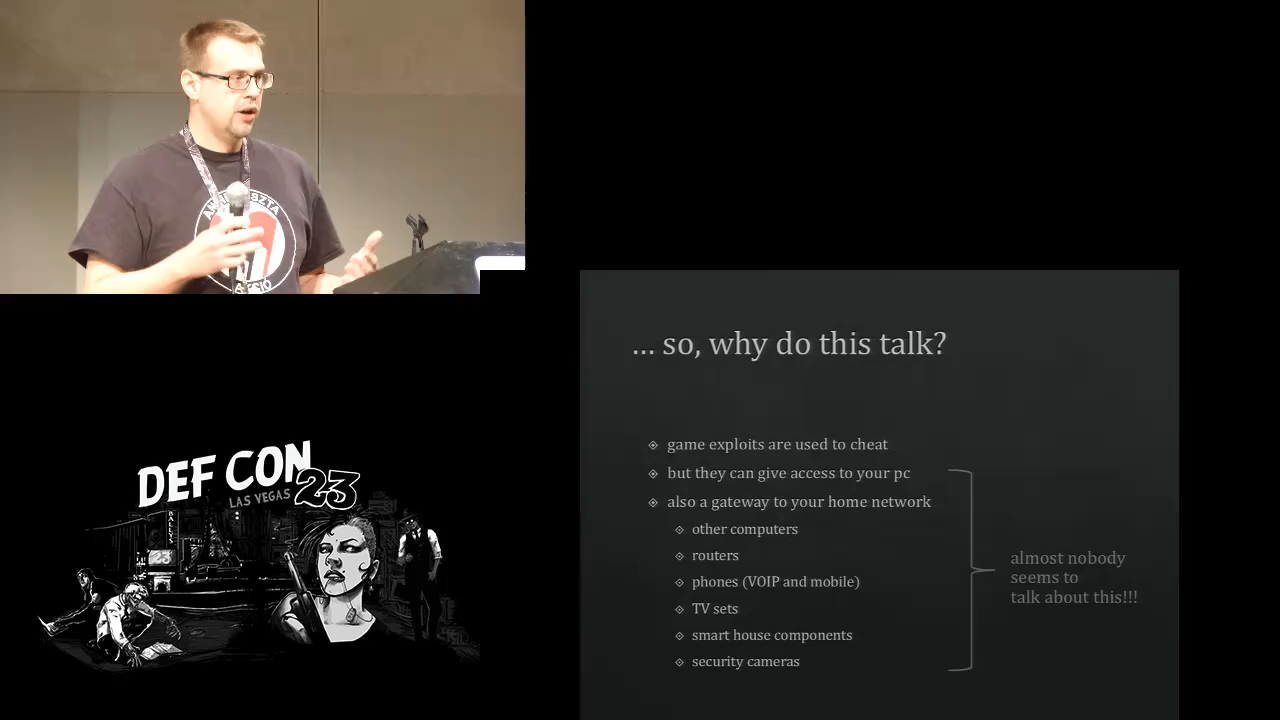 ... so, why do this talk?
game exploits are used to cheat
but they can give access to your pc
also a gateway to your home network
other computers
routers
phones (VOIP and mobile)
TV sets
smart house components
security cameras
almost nobody
seems to
talk about this!!!
DEF CON
LAS VEGAS 23
BALLYS
23